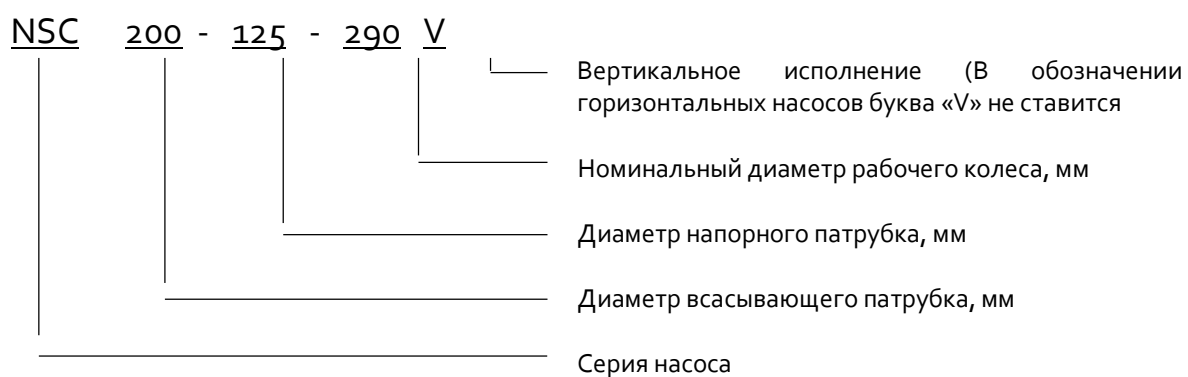 NSC 200 - 125 - 290 V
Вертикальное исполнение (В обозначении
горизонтальных насосов буква «V» не ставится
Номинальный диаметр рабочего колеса, мм
Диаметр напорного патрубка, мм
Диаметр всасывающего патрубка, мм
Серия насоса